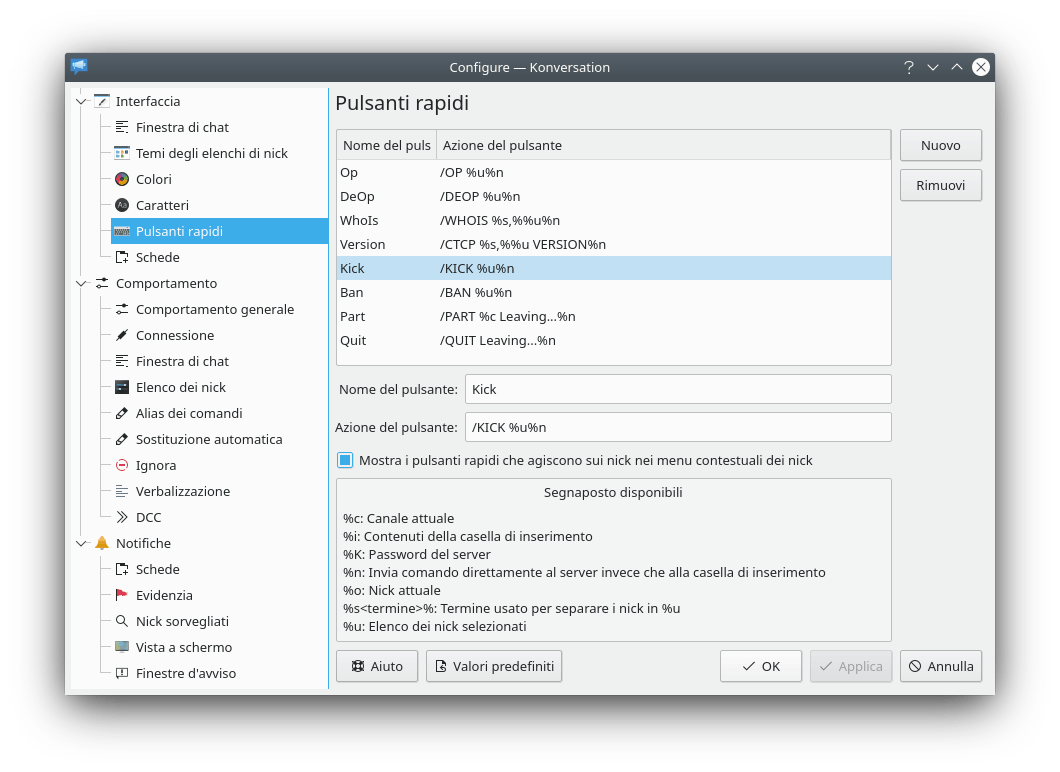 Configure — Konversation
Interfaccia
Finestra di chat
Temi degli elenchi di nick
Colori
Caratteri
Pulsanti rapidi
Schede
Comportamento
Comportamento generale
Connessione
Finestra di chat
Elenco dei nick
Alias dei comandi
Sostituzione automatica
Ignora
Verbalizzazione
DCC
Notifiche
Schede
Evidenzia
Nick sorvegliati
Vista a schermo
Finestre d'avviso
Pulsanti rapidi
Nome del puls Azione del pulsante
Op /OP %u%n
DeOp /DEOP %u%n
WhoIs /WHOIS %s,%%u%n
Version /CTCP %s,%%u VERSION%n
Kick /KICK %u%n
Ban /BAN %u%n
Part /PART %c Leaving...%n
Quit /QUIT Leaving...%n
Nuovo
Rimuovi
Nome del pulsante: Kick
Azione del pulsante: /KICK %u%n
Mostra i pulsanti rapidi che agiscono sui nick nei menu contestuali dei nick
Segnaposto disponibili
%c: Canale attuale
%i: Contenuti della casella di inserimento
%K: Password del server
%n: Invia comando direttamente al server invece che alla casella di inserimento
%o: Nick attuale
%s<termine>%: Termine usato per separare i nick in %u
%u: Elenco dei nick selezionati
Aiuto Valori predefiniti OK Applica Annulla